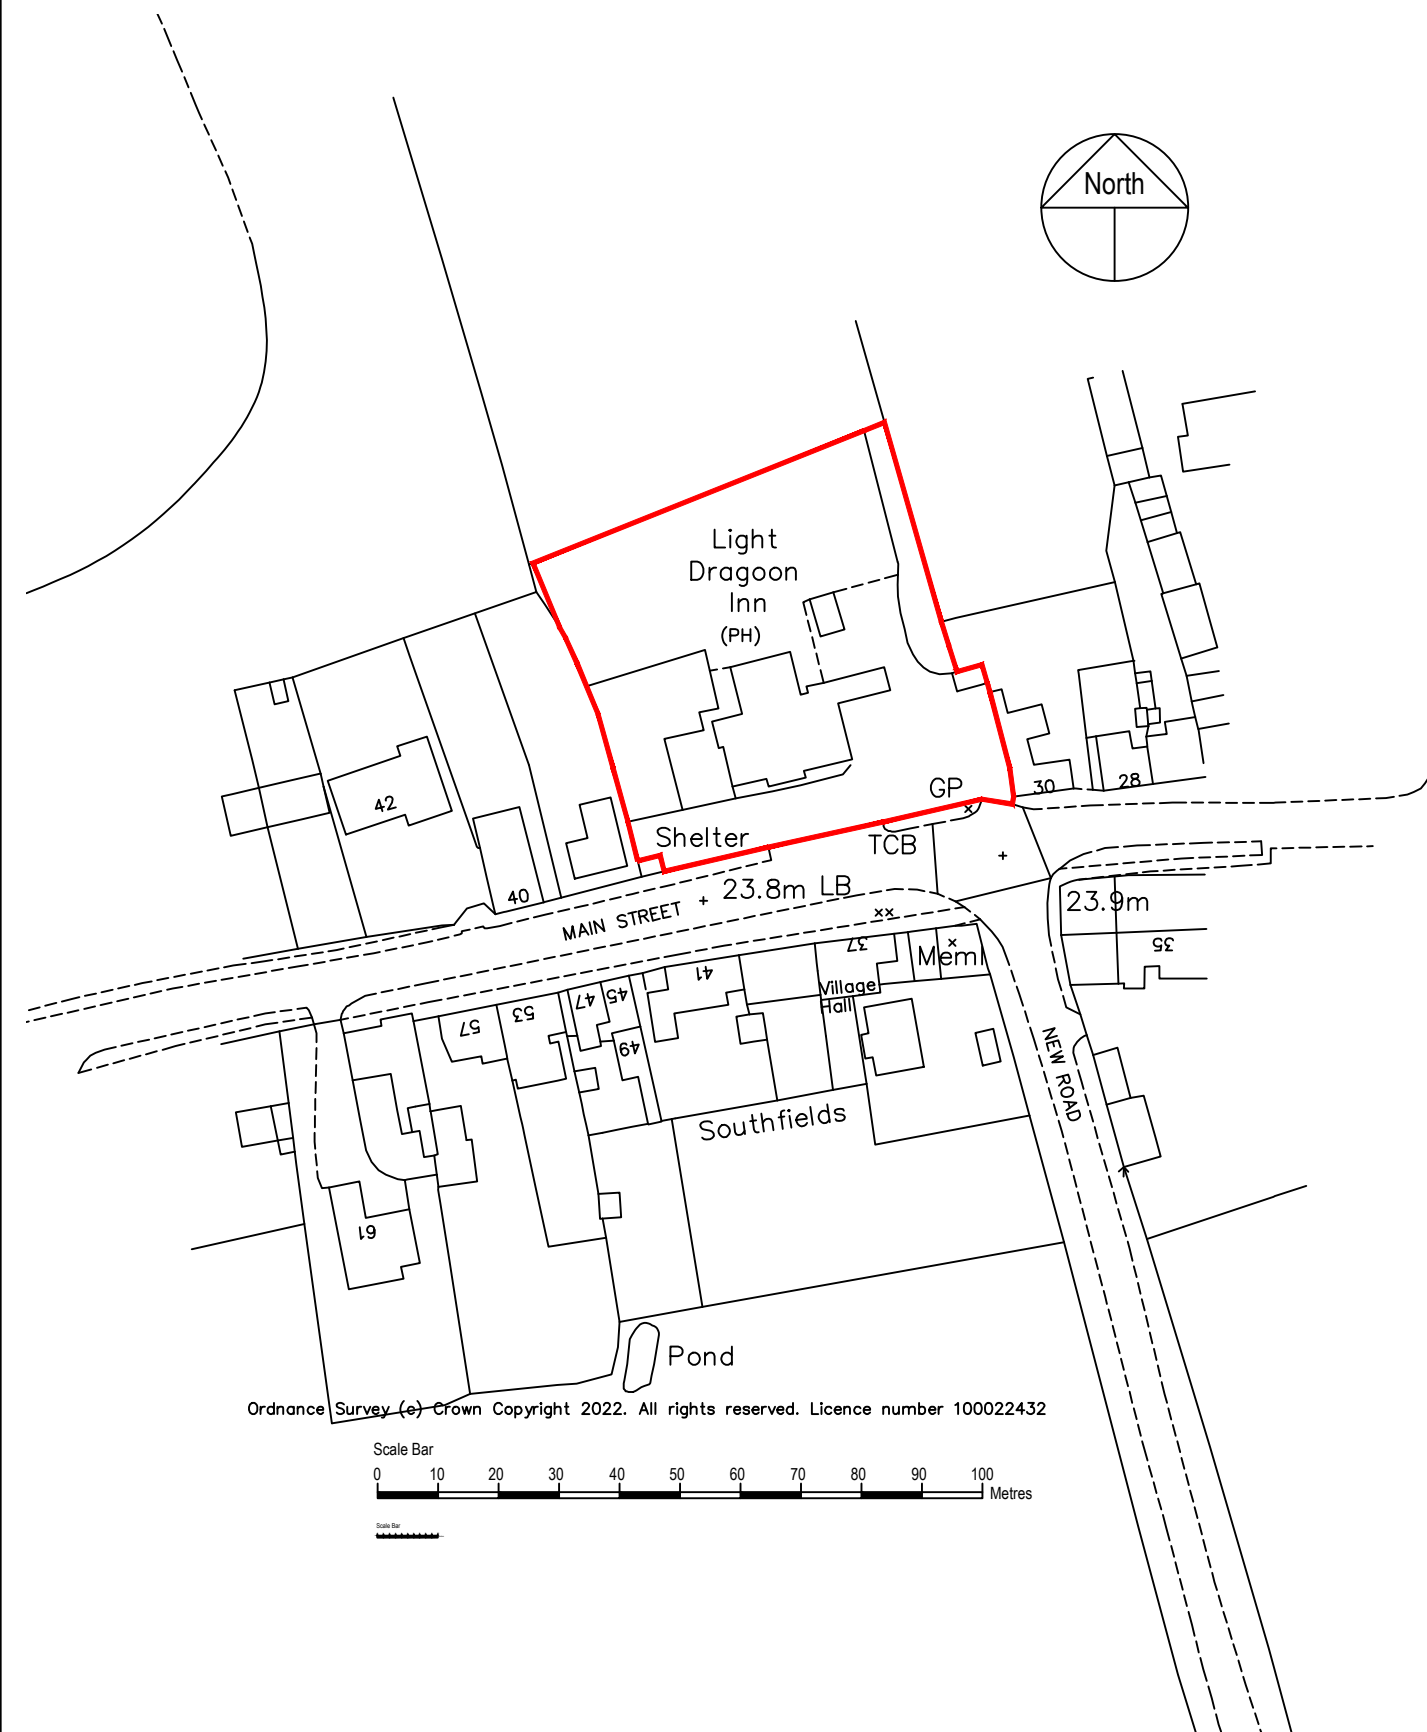 North
Light
Dragoon
Inn
(PH)
GP
30
28
42
Shelter
TCB
40
23.8m LB
MAIN STREET
23.9m
37
35
Meml
41
Village
Hall
47
45
53
57
49
NEW ROAD
Southfields
61
Pond
Ordnance Survey (c) Crown Copyright 2022. All rights reserved. Licence number 100022432
Scale Bar
0 10 20 30 40 50 60 70 80 90 100
Metres
Scale Bar